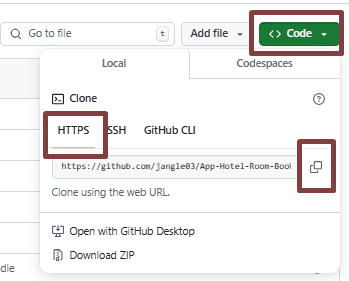 Go to file t Add file <> Code
Local Codespaces
Clone
HTTPS SSH GitHub CLI
https://github.com/jangle03/App-Hotel-Room-Boo
Clone using the web URL.
Open with GitHub Desktop
Download ZIP
dle